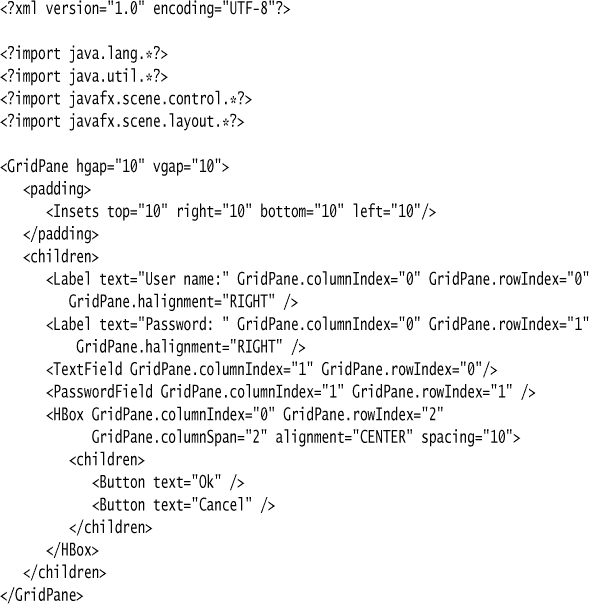 <?xml version="1.0" encoding="UTF-8"?>

<?import java.lang.*?>
<?import java.util.*?>
<?import javafx.scene.control.*?>
<?import javafx.scene.layout.*?>

<GridPane hgap="10" vgap="10">
   <padding>
      <Insets top="10" right="10" bottom="10" left="10"/>
   </padding>
   <children>
      <Label text="User name:" GridPane.columnIndex="0" GridPane.rowIndex="0"
         GridPane.halignment="RIGHT" />
      <Label text="Password: " GridPane.columnIndex="0" GridPane.rowIndex="1"
          GridPane.halignment="RIGHT" />
      <TextField GridPane.columnIndex="1" GridPane.rowIndex="0"/>
      <PasswordField GridPane.columnIndex="1" GridPane.rowIndex="1" />
      <HBox GridPane.columnIndex="0" GridPane.rowIndex="2"
            GridPane.columnSpan="2" alignment="CENTER" spacing="10">
         <children>
            <Button text="Ok" />
            <Button text="Cancel" />
         </children>
      </HBox>
   </children>
</GridPane>